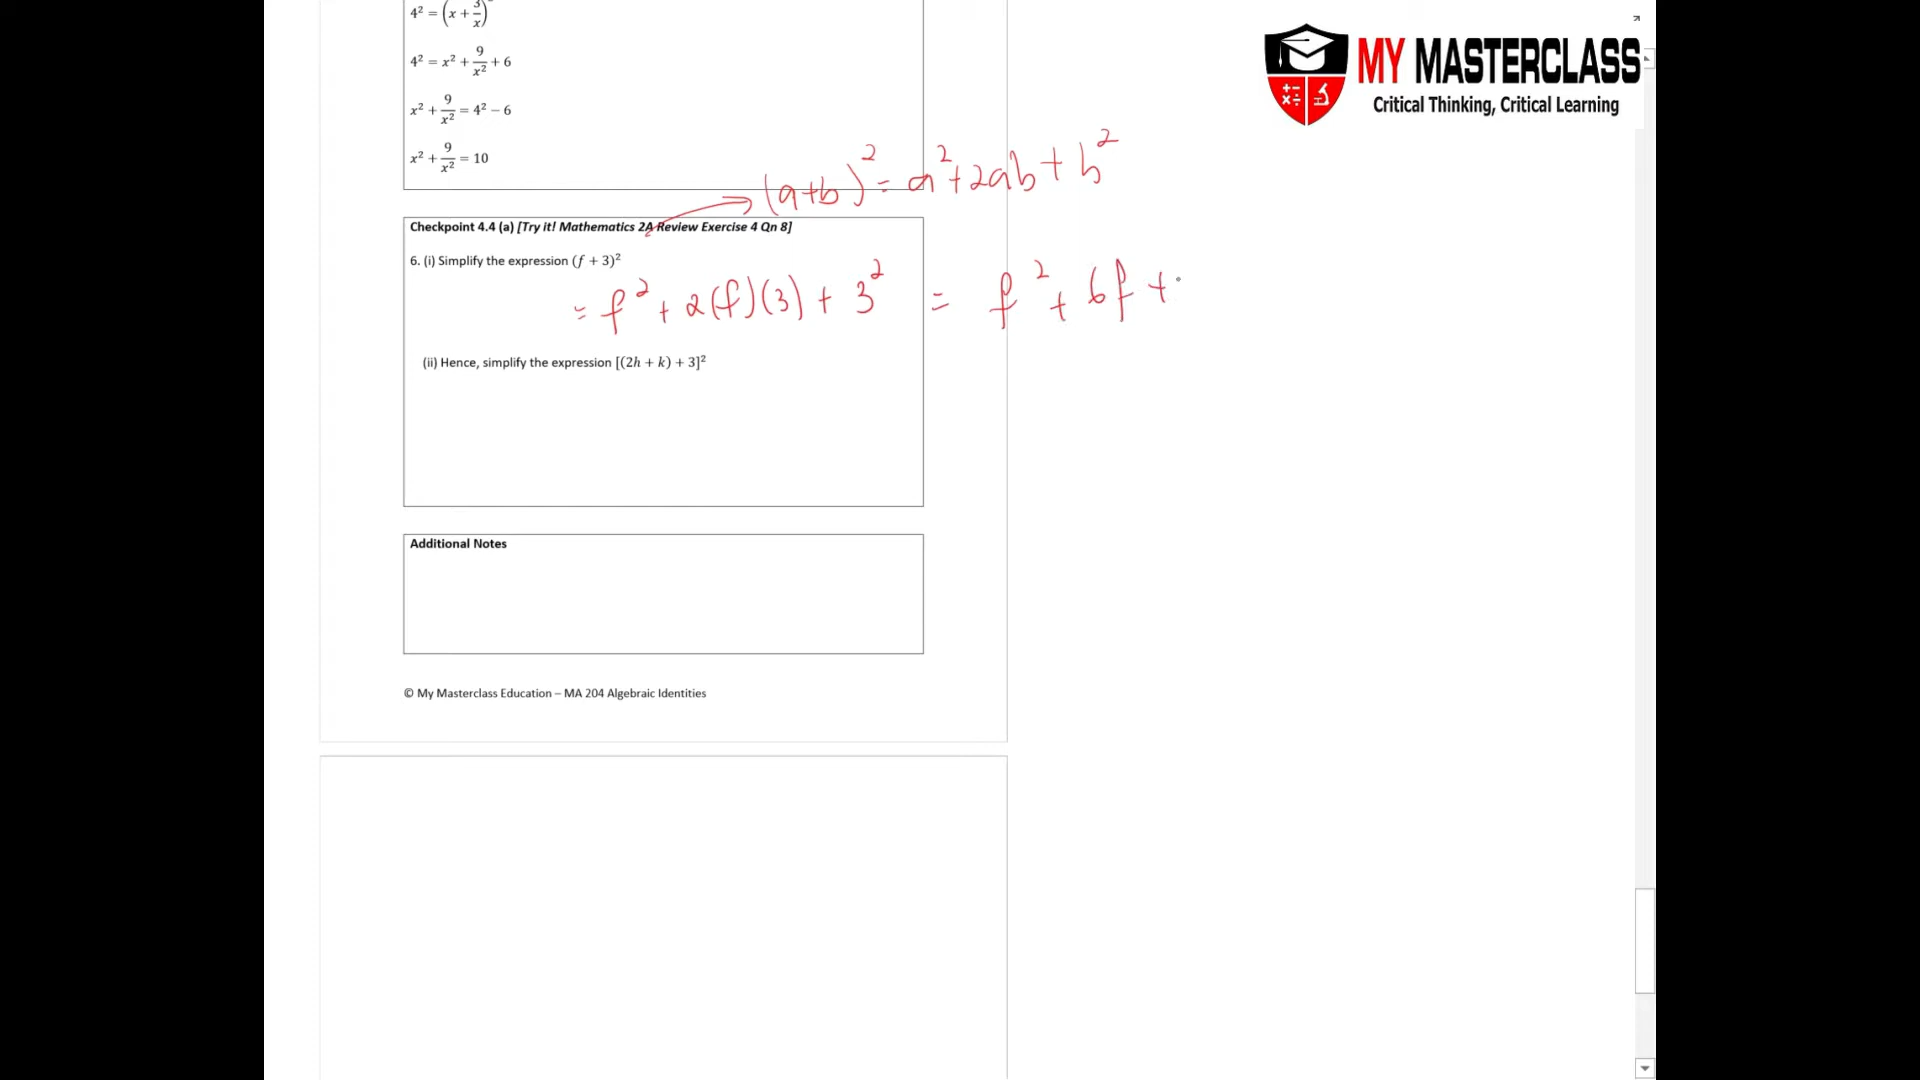 4² = (x + 3/x)²
4² = x² + 9/x² + 6
x² + 9/x² = 4² − 6
x² + 9/x² = 10
MY MASTERCLASS
Critical Thinking, Critical Learning
(a+b)² = a² + 2ab + b²
Checkpoint 4.4 (a) [Try it! Mathematics 2A Review Exercise 4 Qn 8]
6. (i) Simplify the expression (f + 3)²
= f² + 2(f)(3) + 3² = f² + 6f +
(ii) Hence, simplify the expression [(2h + k) + 3]²
Additional Notes
© My Masterclass Education – MA 204 Algebraic Identities